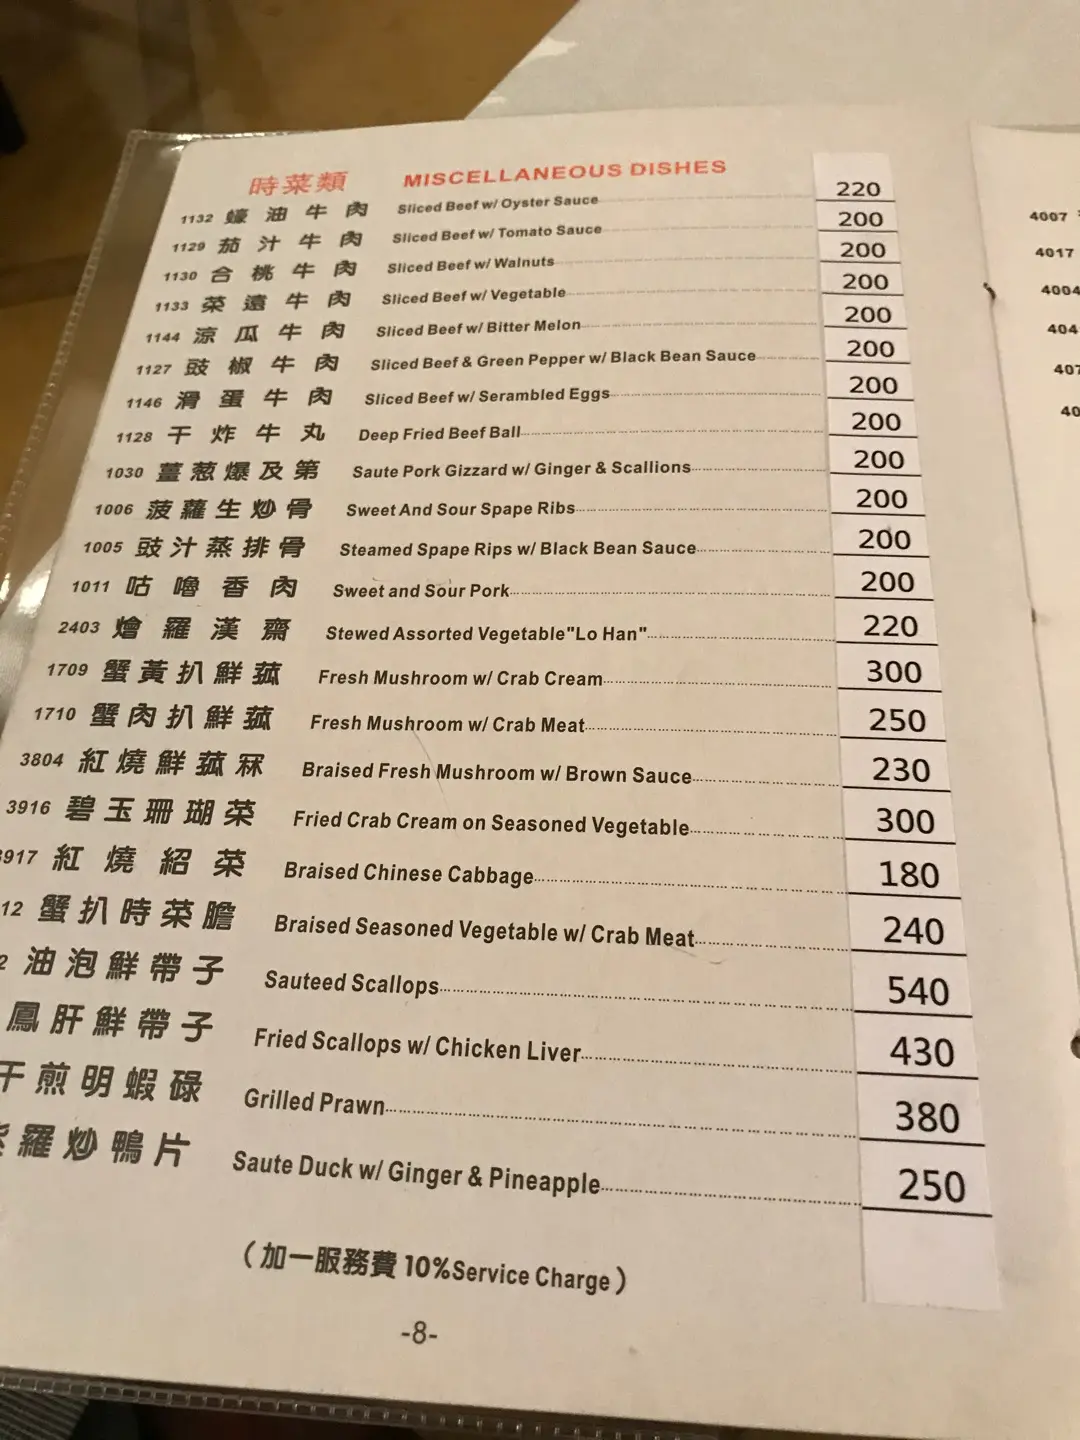 時菜類 MISCELLANEOUS DISHES
1132 蠔油牛肉 Sliced Beef w/ Oyster Sauce 220
1129 茄汁牛肉 Sliced Beef w/ Tomato Sauce 200
1130 合桃牛肉 Sliced Beef w/ Walnuts 200
1133 菜遠牛肉 Sliced Beef w/ Vegetable 200
1144 涼瓜牛肉 Sliced Beef w/ Bitter Melon 200
1127 豉椒牛肉 Sliced Beef & Green Pepper w/ Black Bean Sauce 200
1146 滑蛋牛肉 Sliced Beef w/ Serambled Eggs 200
1128 干炸牛丸 Deep Fried Beef Ball 200
1030 薑葱爆及第 Saute Pork Gizzard w/ Ginger & Scallions 200
1006 菠蘿生炒骨 Sweet And Sour Spape Ribs 200
1005 豉汁蒸排骨 Steamed Spape Rips w/ Black Bean Sauce 200
1011 咕嚕香肉 Sweet and Sour Pork 200
2403 燴羅漢齋 Stewed Assorted Vegetable"Lo Han" 220
1709 蟹黃扒鮮菰 Fresh Mushroom w/ Crab Cream 300
1710 蟹肉扒鮮菰 Fresh Mushroom w/ Crab Meat 250
3804 紅燒鮮菰冧 Braised Fresh Mushroom w/ Brown Sauce 230
3916 碧玉珊瑚菜 Fried Crab Cream on Seasoned Vegetable 300
3917 紅燒紹菜 Braised Chinese Cabbage 180
12 蟹扒時菜膽 Braised Seasoned Vegetable w/ Crab Meat 240
2 油泡鮮帶子 Sauteed Scallops 540
鳳肝鮮帶子 Fried Scallops w/ Chicken Liver 430
干煎明蝦碌 Grilled Prawn 380
羅炒鴨片 Saute Duck w/ Ginger & Pineapple 250
（加一服務費 10%Service Charge）
-8-
4007
4017
4004
404
407
40